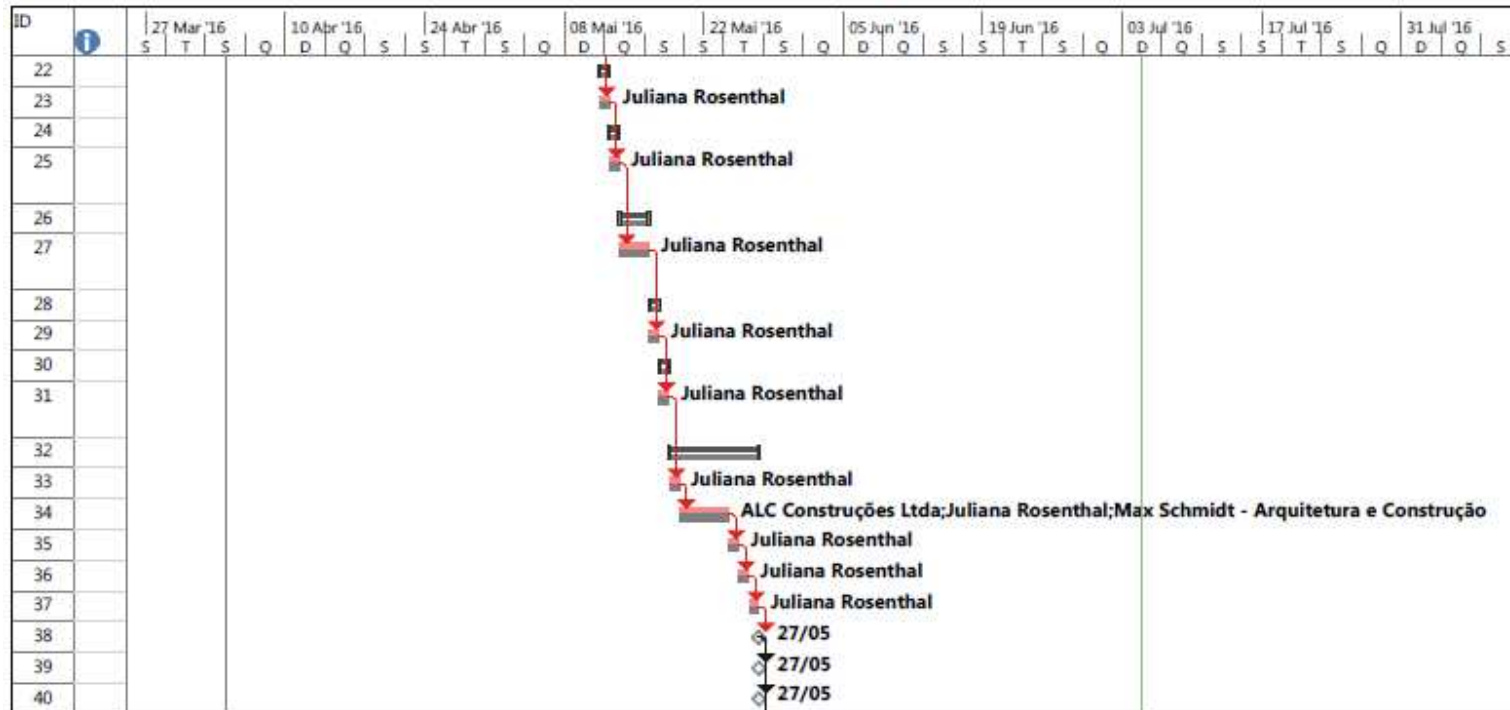 ID
27 Mar '16 10 Abr '16 24 Abr '16 08 Mai '16 22 Mai '16 05 Jun '16 19 Jun '16 03 Jul '16 17 Jul '16 31 Jul '16
S T S Q D Q S S T S Q D Q S S T S Q D Q S S T S Q D Q S S T S Q D Q S
22
23 Juliana Rosenthal
24
25 Juliana Rosenthal
26
27 Juliana Rosenthal
28
29 Juliana Rosenthal
30
31 Juliana Rosenthal
32
33 Juliana Rosenthal
34 ALC Construções Ltda;Juliana Rosenthal;Max Schmidt - Arquitetura e Construção
35 Juliana Rosenthal
36 Juliana Rosenthal
37 Juliana Rosenthal
38 27/05
39 27/05
40 27/05